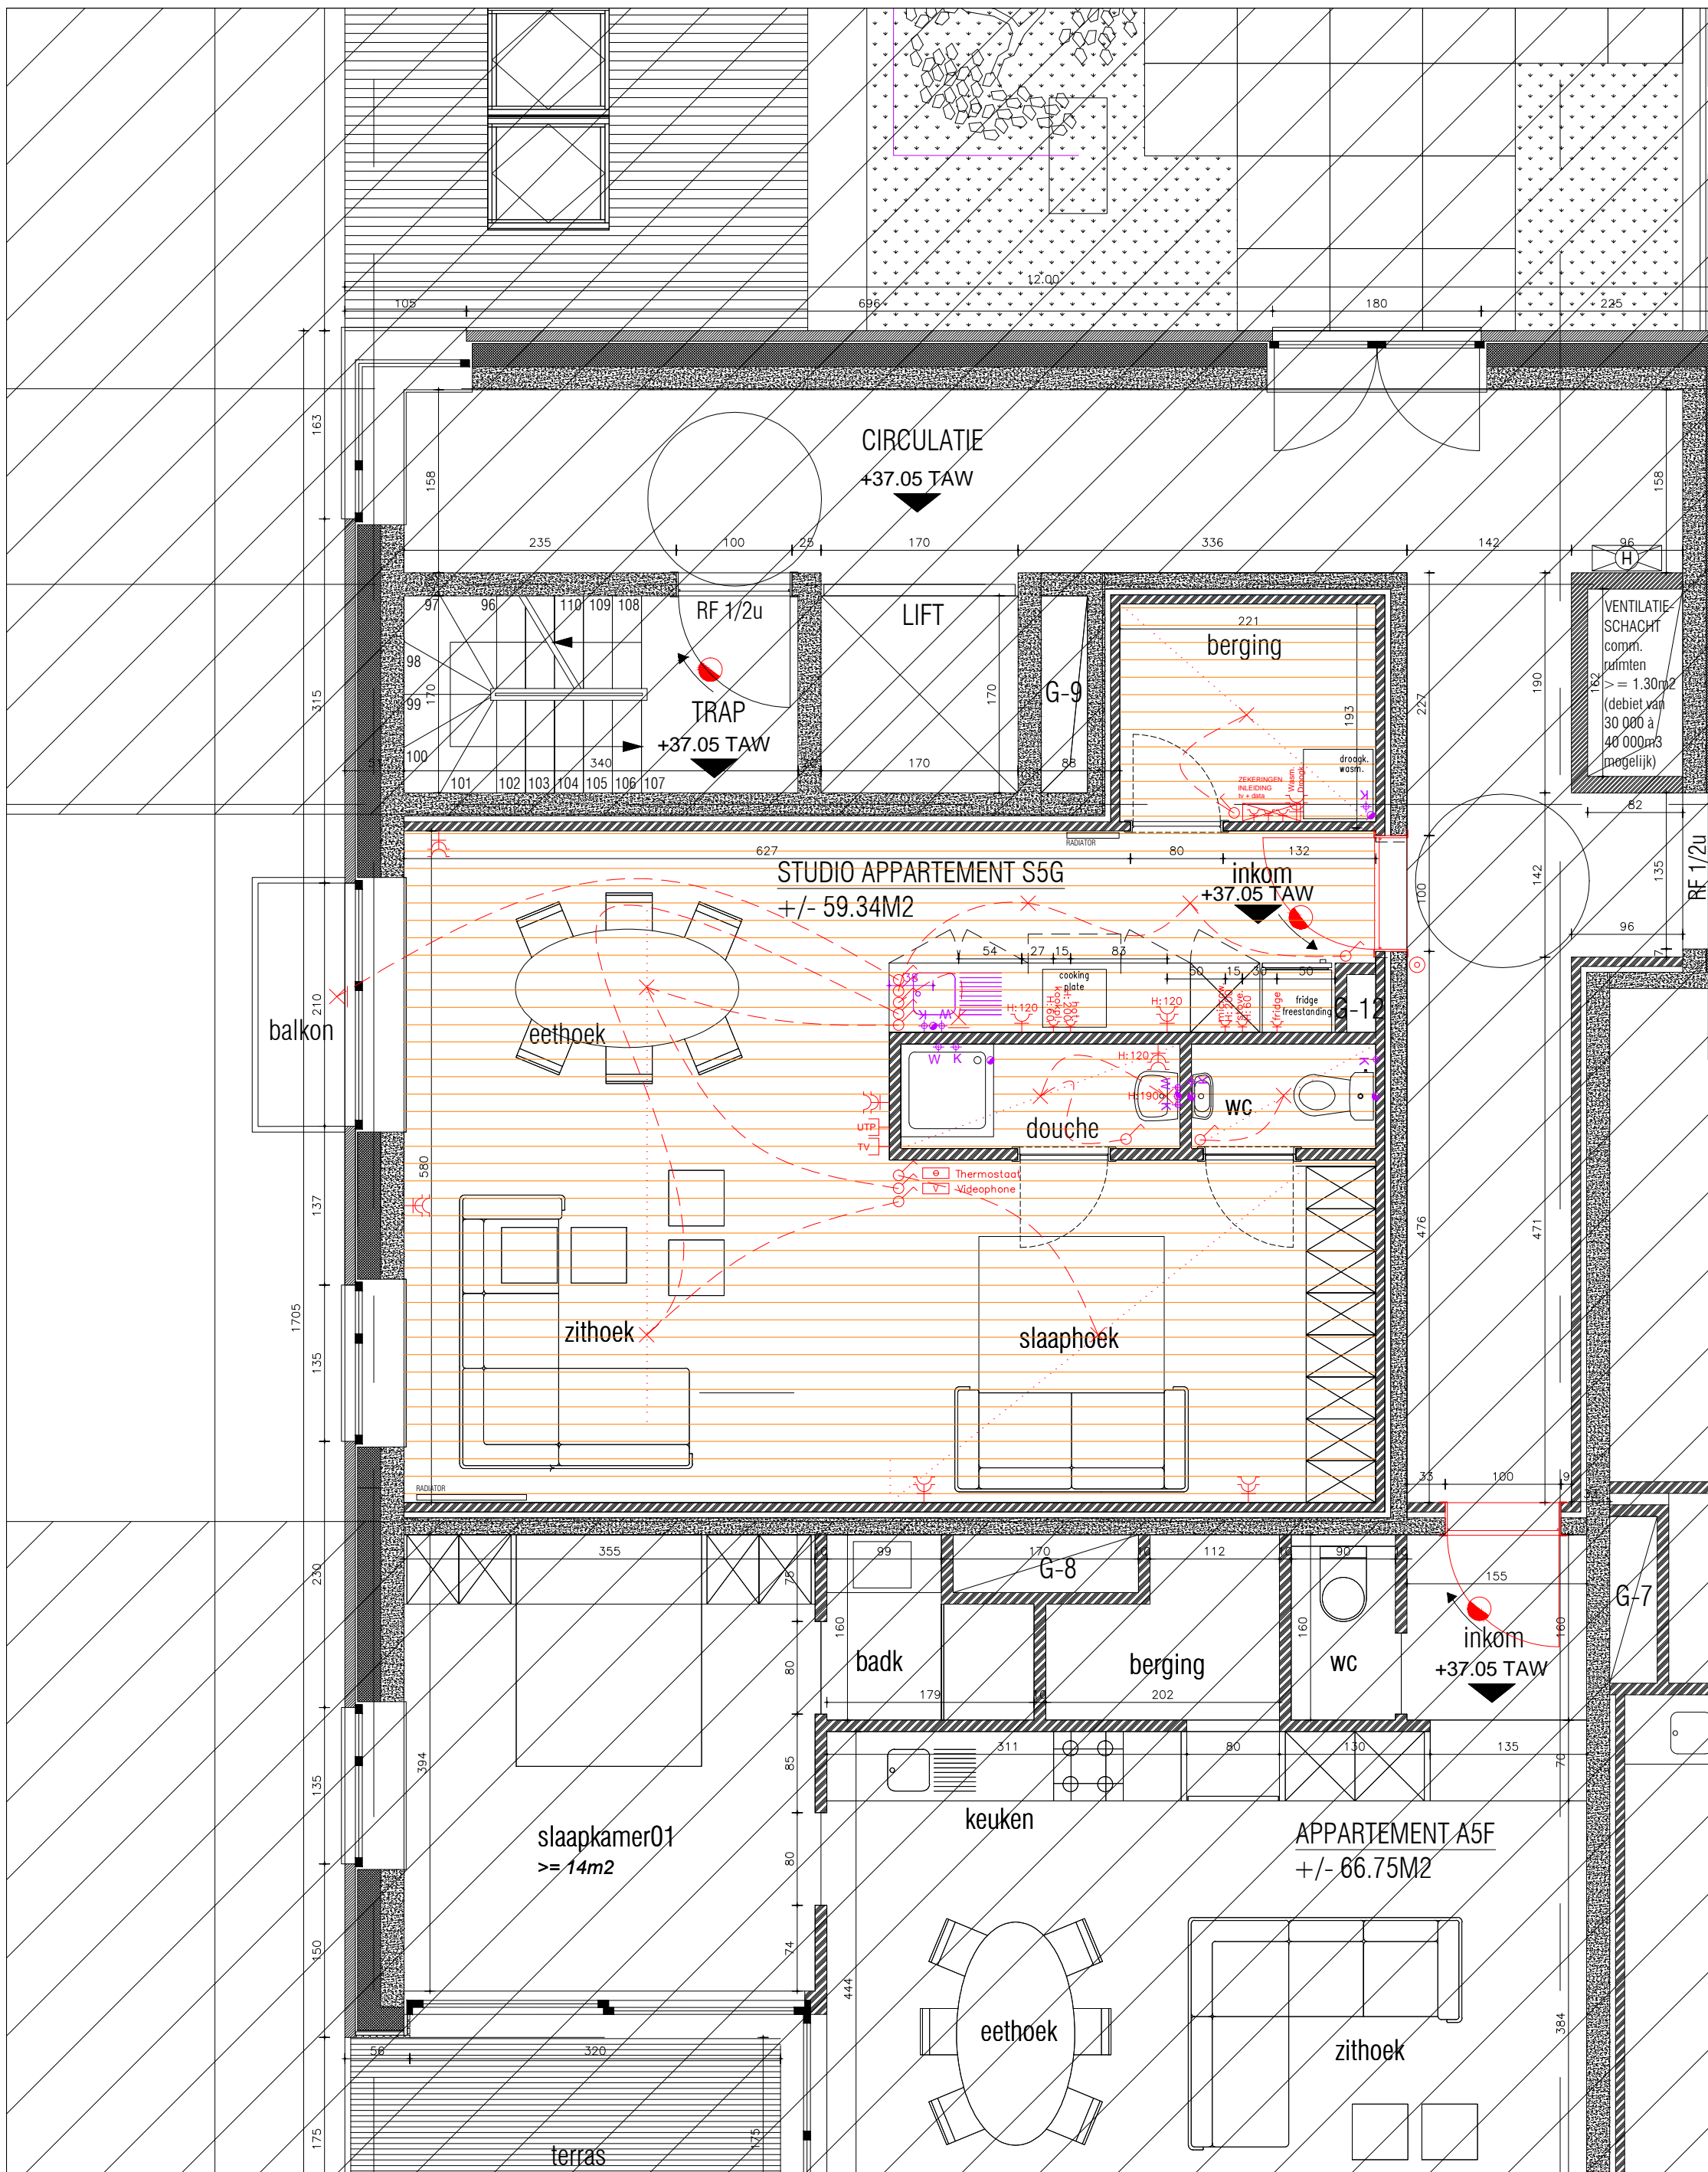 12.00
105
696
180
225
163
158
CIRCULATIE
+37.05 TAW
158
235
100
25
170
336
142
96
H
97
96
110
109
108
RF 1/2u
LIFT
221
berging
VENTILATIE-
SCHACHT
comm.
ruimten
>= 1.30m2
(debiet van
30 000 à
40 000m3
mogelijk)
162
98
99
100
170
315
TRAP
+37.05 TAW
340
101
102
103
104
105
106
107
170
170
G-9
88
193
227
190
droogk.
wasm.
ZEKERINGEN
INLEIDING
tv + data
Wasm.
Droogk.
K
82
RADIATOR
627
80
132
STUDIO APPARTEMENT S5G
+/- 59.34M2
inkom
+37.05 TAW
100
142
135
RF 1/2u
96
7
54
27
15
83
60
15
30
50
38
cooking
plate
H:120
H:120
fridge
fridge
freestanding
G-12
W
K
balkon
210
eethoek
W
K
H:120
H:190
K
K
wc
douche
UTP
TV
580
Thermostaat
Videophone
137
476
471
1705
135
zithoek
slaaphoek
RADIATOR
33
100
9
230
355
75
99
170
G-8
112
90
155
G-7
160
160
160
badk
berging
wc
inkom
+37.05 TAW
80
179
202
311
80
130
135
70
394
85
135
keuken
slaapkamer01
>= 14m2
APPARTEMENT A5F
+/- 66.75M2
80
150
74
444
eethoek
zithoek
384
56
320
175
175
terras